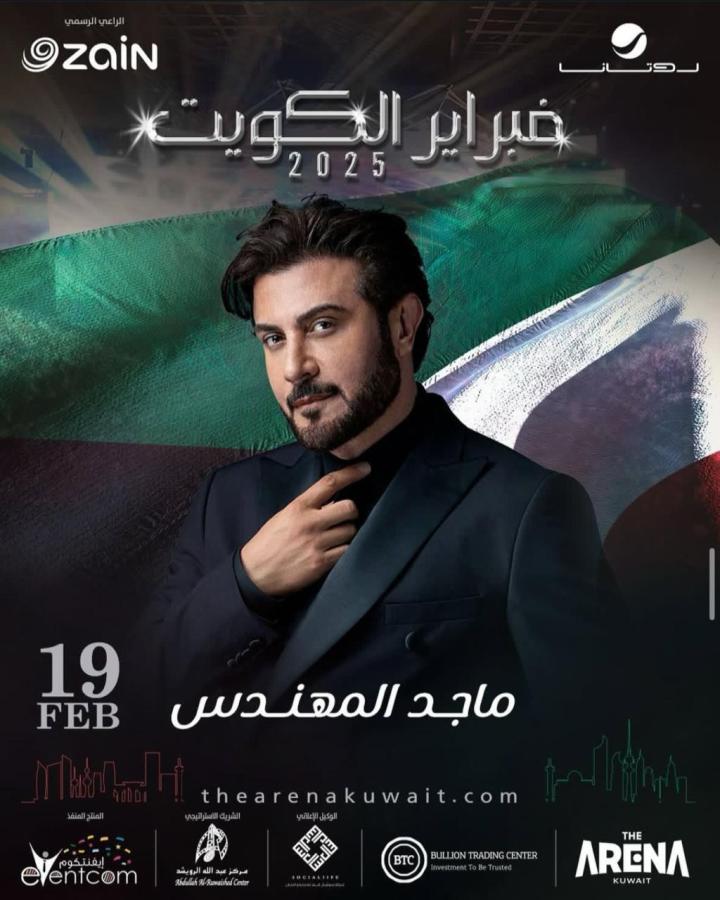 الراعي الرسمي
zain
روتانا
فبراير الكويت
2025
19
FEB
ماجد المهندس
thearenakuwait.com
المنتج المنفذ
إيفنتكوم
eventcom
الشريك الاستراتيجي
مركز عبد الله الرويشد
Abdullah Al-Ruwaished Center
الوكيل الإعلاني
SOCIALIFE
BTC
BULLION TRADING CENTER
Investment To Be Trusted
THE
ARENA
KUWAIT